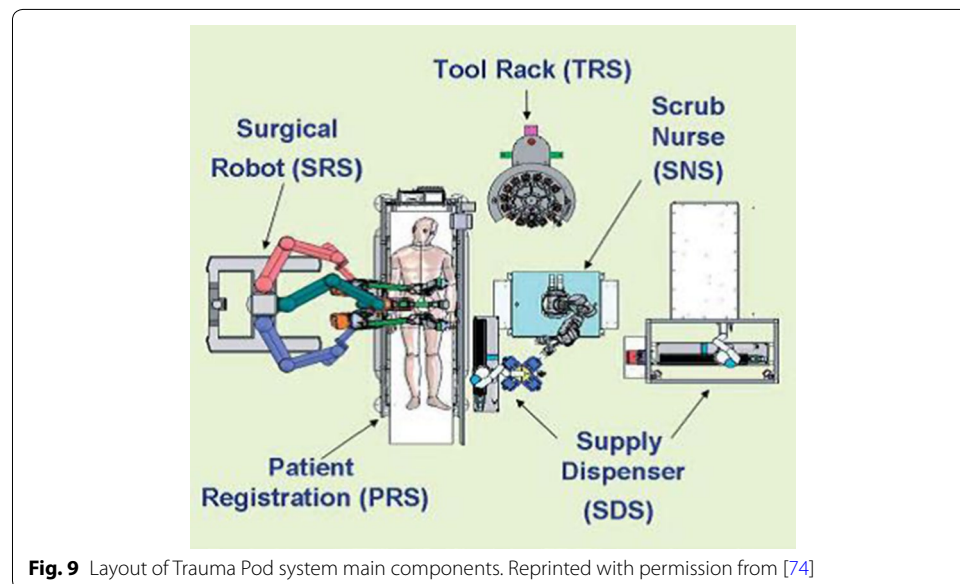 Tool Rack (TRS)
Surgical
Robot (SRS)
Scrub
Nurse
(SNS)
Patient
Registration (PRS)
Supply
Dispenser
(SDS)
Fig. 9 Layout of Trauma Pod system main components. Reprinted with permission from [74]